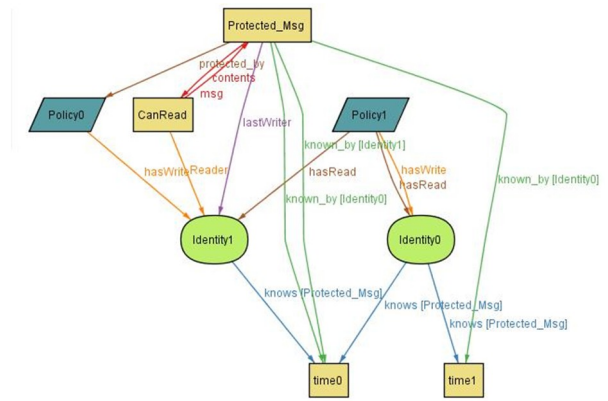 Protected_Msg
protected_by
contents
msg
Policy0
CanRead
lastWriter
Policy1
known_by [Identity1]
hasWrite
Reader
hasRead
hasWrite
hasRead
known_by [Identity0]
known_by [Identity0]
Identity1
Identity0
knows [Protected_Msg]
knows [Protected_Msg]
knows [Protected_Msg]
time0
time1